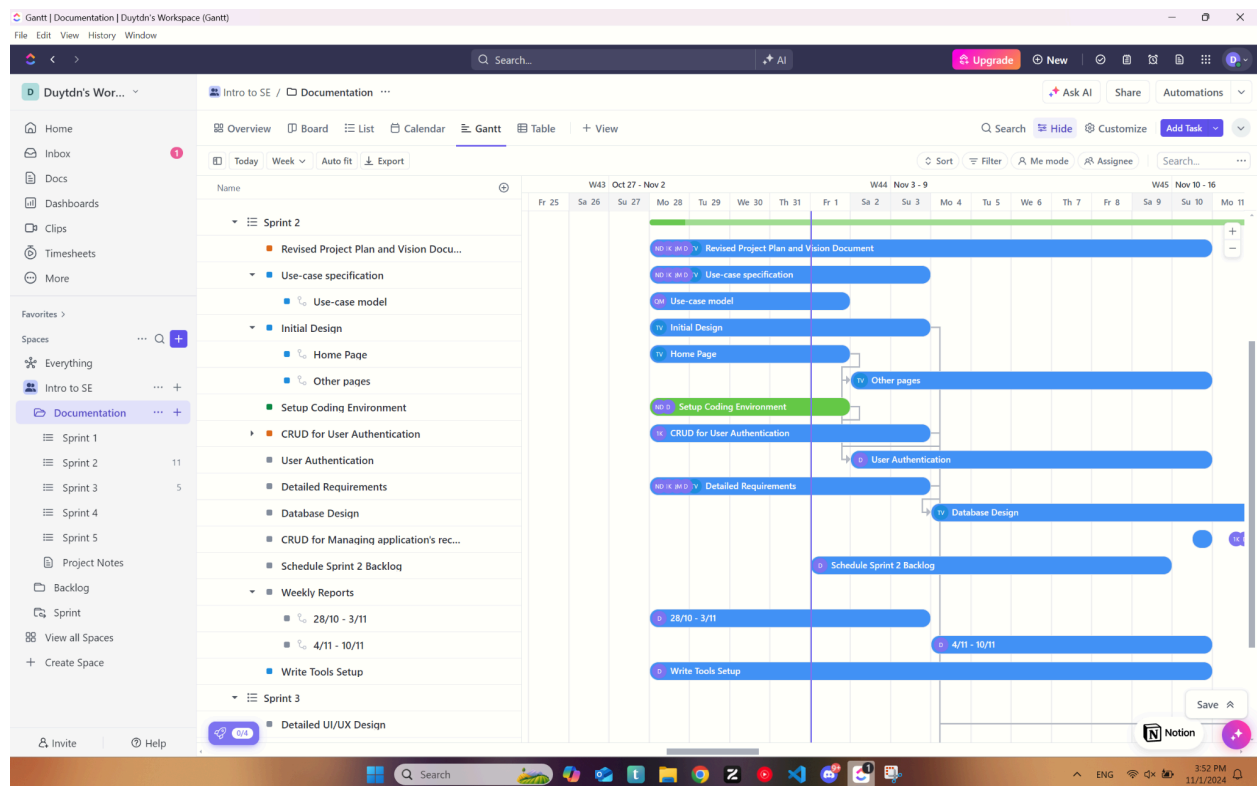 Gantt | Documentation | Duytdn's Workspace (Gantt)
File Edit View History Window
Search... AI Upgrade New D
D Duytdn's Wor...
Intro to SE / Documentation ...
Ask AI Share Automations
Home
Inbox 1
Docs
Dashboards
Clips
Timesheets
More
Favorites >
Spaces
Everything
Intro to SE
Documentation
Sprint 1
Sprint 2 11
Sprint 3 5
Sprint 4
Sprint 5
Project Notes
Backlog
Sprint
View all Spaces
Create Space
Invite Help
Overview Board List Calendar Gantt Table + View
Search Hide Customize Add Task
Today Week Auto fit Export
Sort Filter Me mode Assignee Search...
Name
W43 Oct 27 - Nov 2 W44 Nov 3 - 9 W45 Nov 10 - 16
Fr 25 Sa 26 Su 27 Mo 28 Tu 29 We 30 Th 31 Fr 1 Sa 2 Su 3 Mo 4 Tu 5 We 6 Th 7 Fr 8 Sa 9 Su 10 Mo 11
Sprint 2
Revised Project Plan and Vision Docu... Revised Project Plan and Vision Document
Use-case specification Use-case specification
Use-case model QM Use-case model
Initial Design TV Initial Design
Home Page TV Home Page
Other pages TV Other pages
Setup Coding Environment ND D Setup Coding Environment
CRUD for User Authentication TK CRUD for User Authentication
User Authentication D User Authentication
Detailed Requirements Detailed Requirements
Database Design TV Database Design
CRUD for Managing application's rec... TK
Schedule Sprint 2 Backlog D Schedule Sprint 2 Backlog
Weekly Reports
28/10 - 3/11 D 28/10 - 3/11
4/11 - 10/11 D 4/11 - 10/11
Write Tools Setup D Write Tools Setup
Sprint 3
Detailed UI/UX Design
0/4
Save
Notion
Search
ENG 3:52 PM
11/1/2024